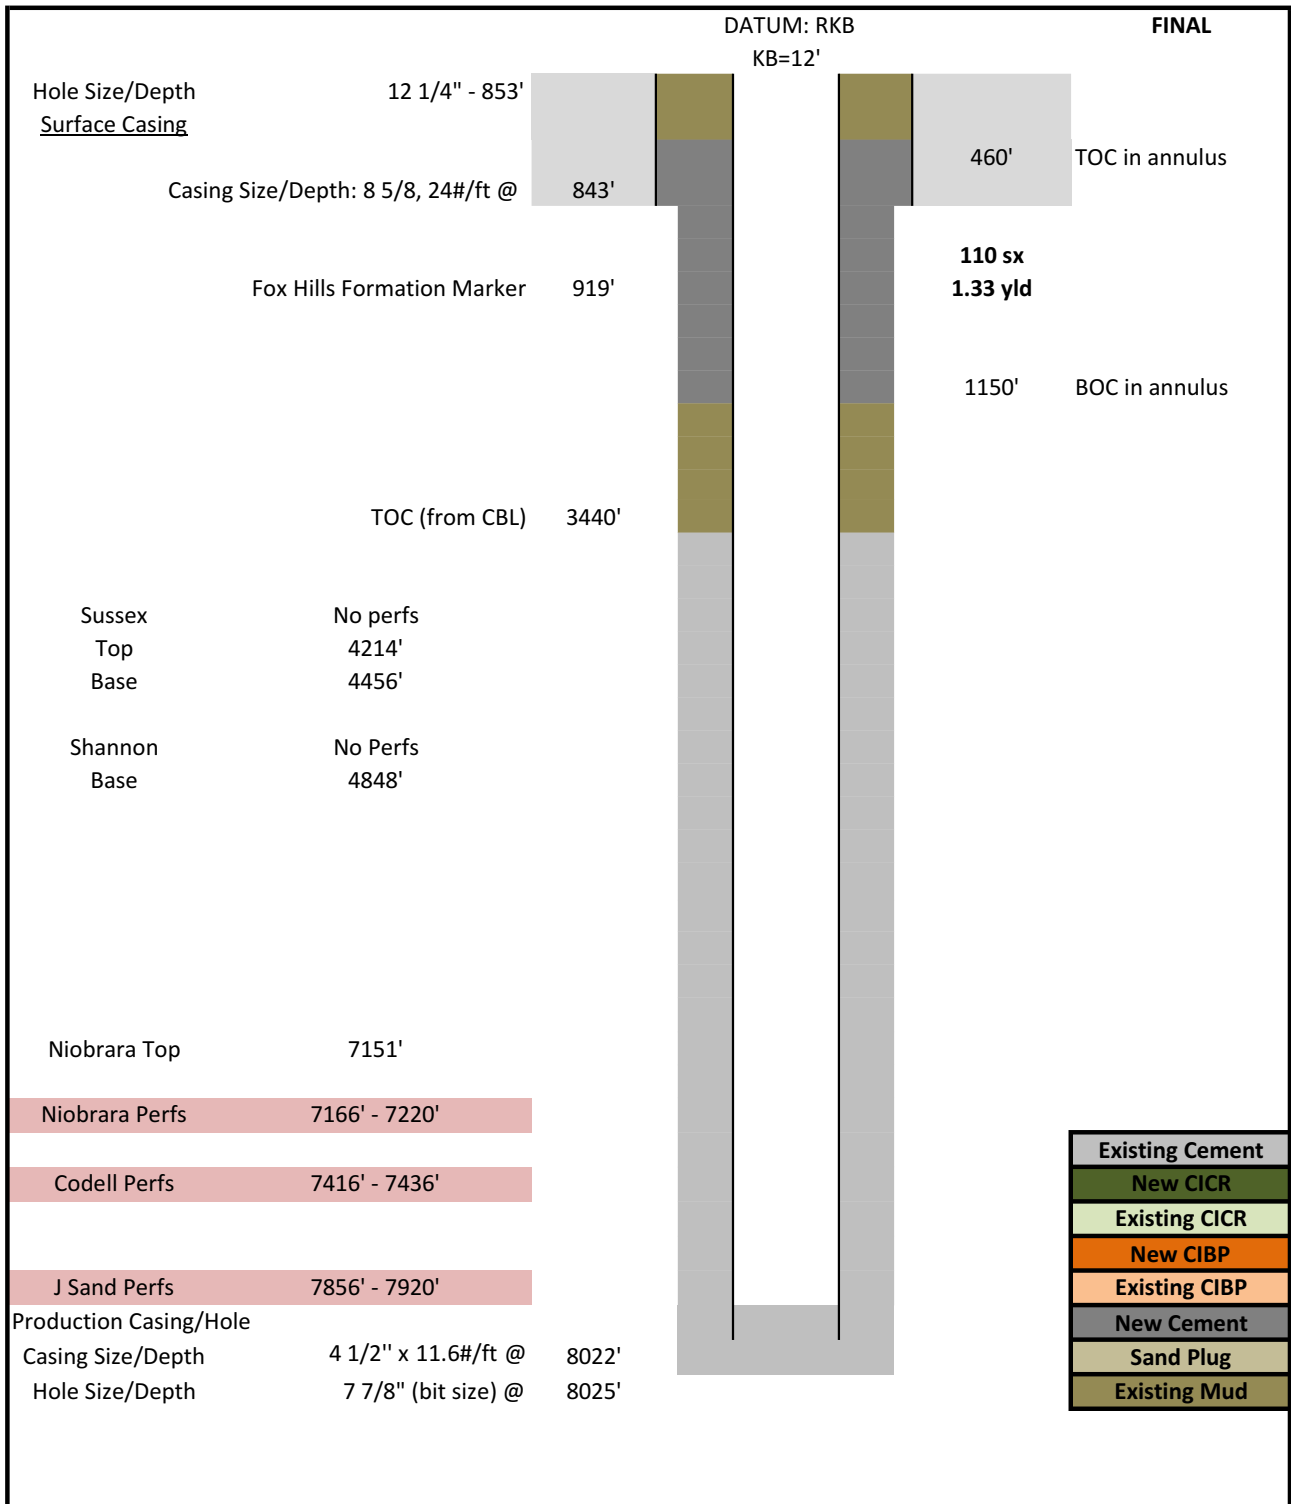 DATUM: RKB FINAL
KB=12'
Hole Size/Depth 12 1/4" - 853'
Surface Casing
460' TOC in annulus
Casing Size/Depth: 8 5/8, 24#/ft @ 843'
110 sx
Fox Hills Formation Marker 919' 1.33 yld
1150' BOC in annulus
TOC (from CBL) 3440'
Sussex No perfs
Top 4214'
Base 4456'
Shannon No Perfs
Base 4848'
Niobrara Top 7151'
Niobrara Perfs 7166' - 7220'
Existing Cement
Codell Perfs 7416' - 7436' New CICR
Existing CICR
New CIBP
J Sand Perfs 7856' - 7920' Existing CIBP
Production Casing/Hole New Cement
Casing Size/Depth 4 1/2'' x 11.6#/ft @ 8022' Sand Plug
Hole Size/Depth 7 7/8" (bit size) @ 8025' Existing Mud